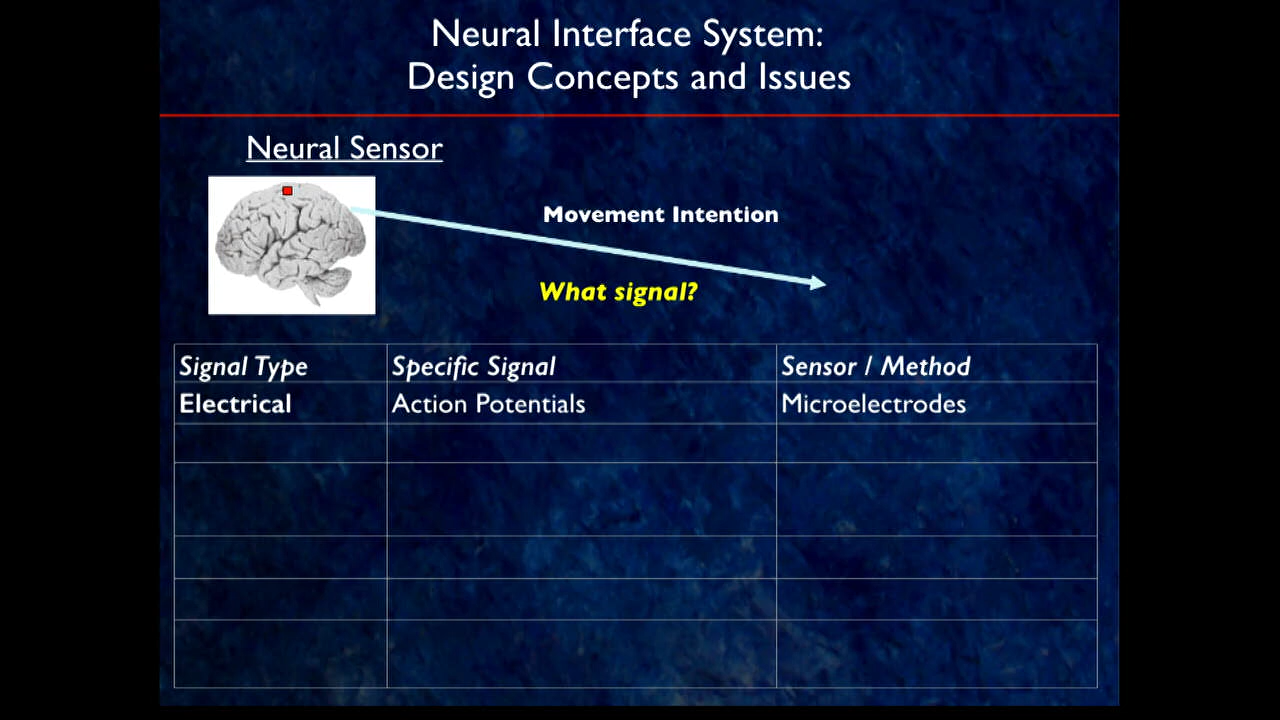 Neural Interface System:
Design Concepts and Issues
Neural Sensor
Movement Intention
What signal?
Signal Type Specific Signal Sensor / Method
Electrical Action Potentials Microelectrodes